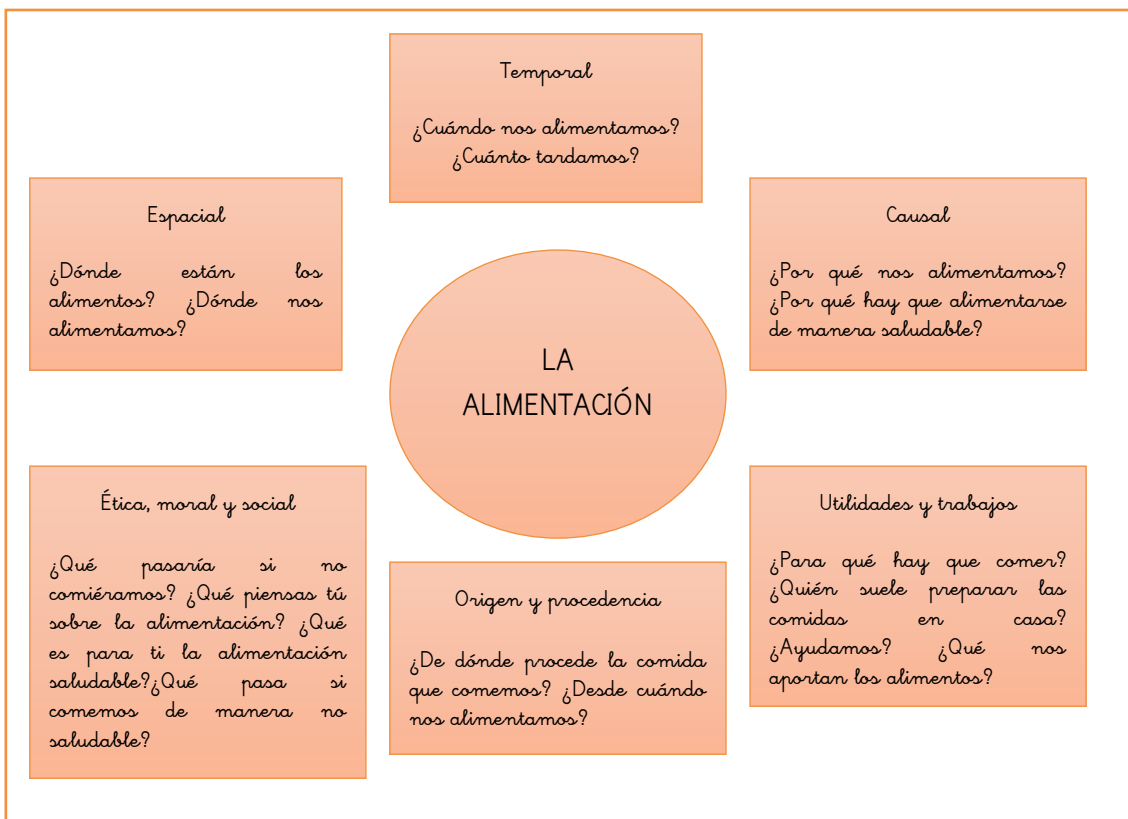 Temporal
¿Cuándo nos alimentamos?
¿Cuánto tardamos?
Espacial
¿Dónde están los
alimentos? ¿Dónde nos
alimentamos?
Causal
¿Por qué nos alimentamos?
¿Por qué hay que alimentarse
de manera saludable?
LA
ALIMENTACIÓN
Ética, moral y social
¿Qué pasaría si no
comiéramos? ¿Qué piensas tú
sobre la alimentación? ¿Qué
es para ti la alimentación
saludable?¿Qué pasa si
comemos de manera no
saludable?
Origen y procedencia
¿De dónde procede la comida
que comemos? ¿Desde cuándo
nos alimentamos?
Utilidades y trabajos
¿Para qué hay que comer?
¿Quién suele preparar las
comidas en casa?
¿Ayudamos? ¿Qué nos
aportan los alimentos?